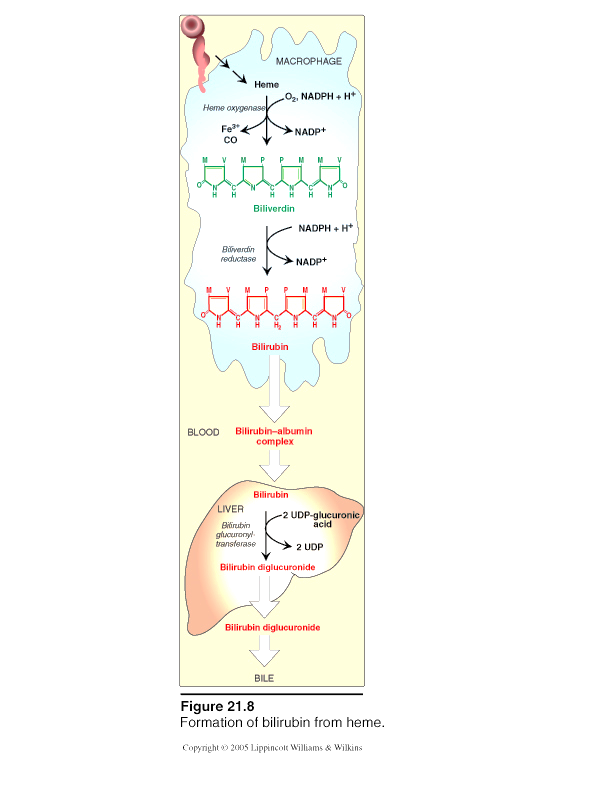 MACROPHAGE
Heme
O2, NADPH + H+
Heme oxygenase
Fe3+
CO
NADP+
M V M P P M M V
O N C N C N C N O
H H H H H H
Biliverdin
NADPH + H+
Biliverdin
reductase
NADP+
M V M P P M M V
O N C N C N C N O
H H H H2 H H H
Bilirubin
BLOOD
Bilirubin–albumin
complex
Bilirubin
LIVER
2 UDP-glucuronic
acid
Bilirubin
glucuronyl-
transferase
2 UDP
Bilirubin diglucuronide
Bilirubin diglucuronide
BILE
Figure 21.8
Formation of bilirubin from heme.
Copyright © 2005 Lippincott Williams & Wilkins